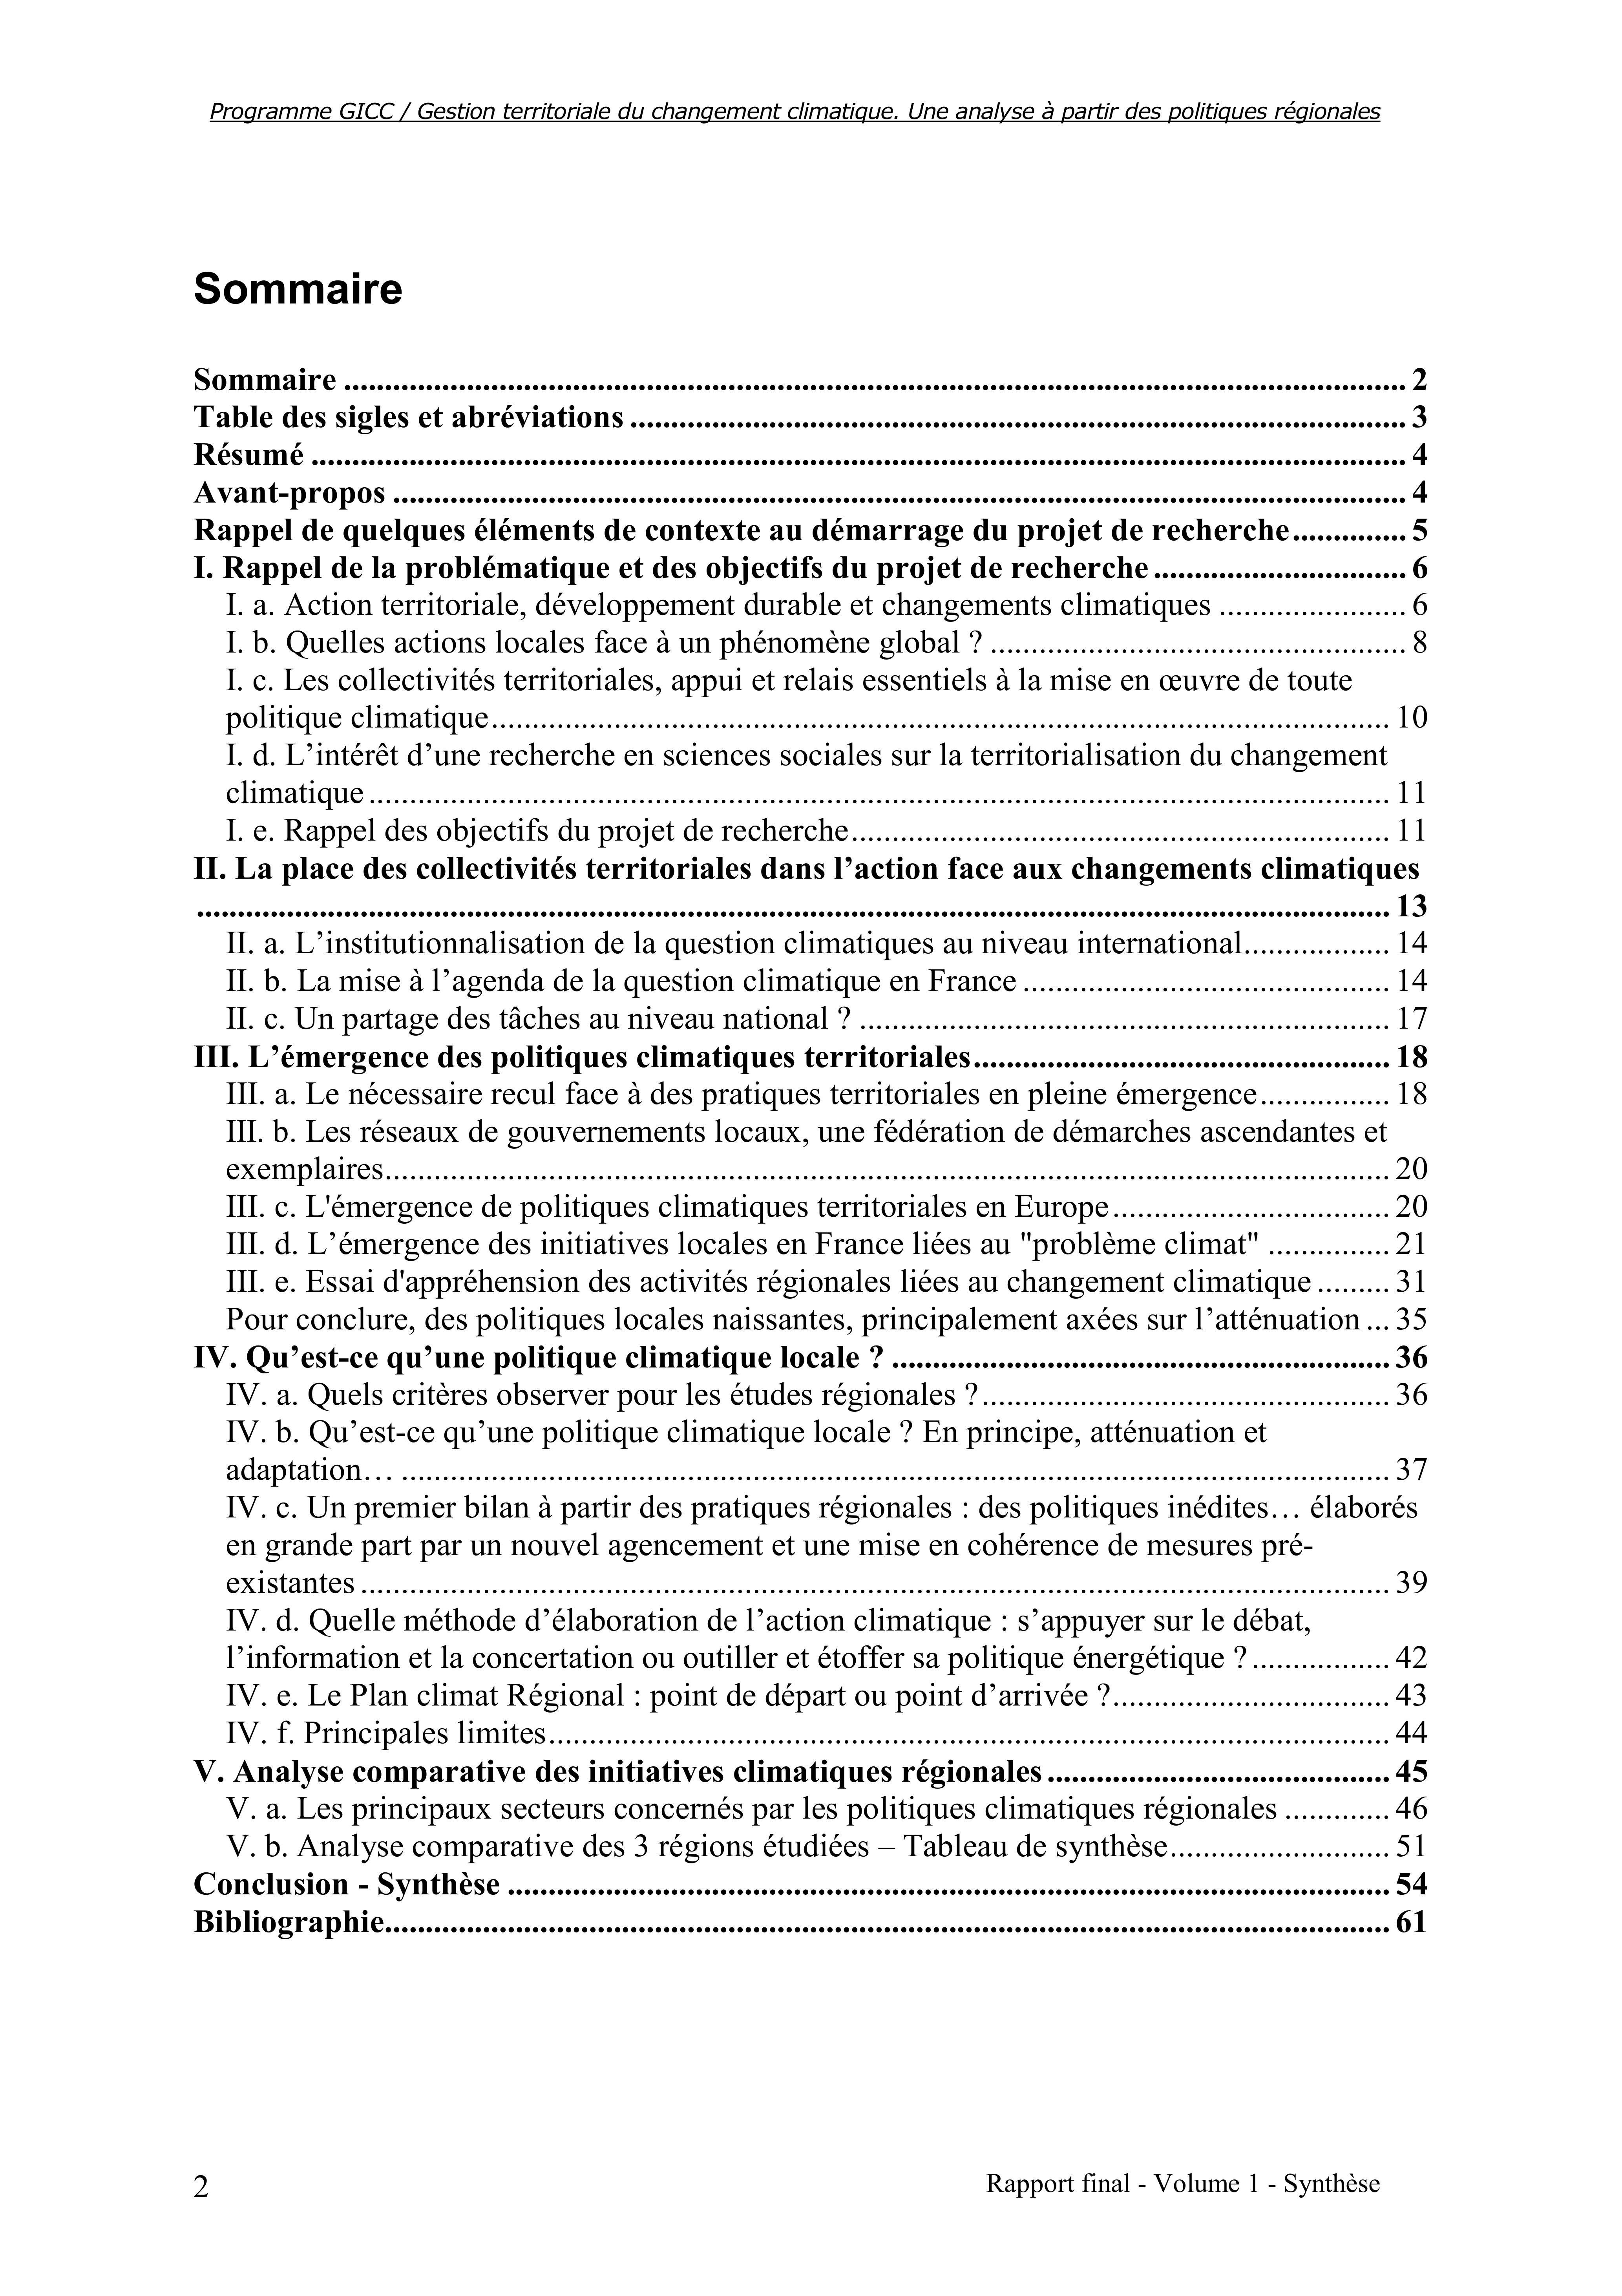 Programme GICC / Gestion territoriale du changement climatique. Une analyse à partir des politiques régionales
Sommaire
Sommaire ................................................................ 2
Table des sigles et abréviations ................................................................ 3
Résumé ................................................................ 4
Avant-propos ................................................................ 4
Rappel de quelques éléments de contexte au démarrage du projet de recherche.............. 5
I. Rappel de la problématique et des objectifs du projet de recherche............................... 6
I. a. Action territoriale, développement durable et changements climatiques ....................... 6
I. b. Quelles actions locales face à un phénomène global ? ................................................... 8
I. c. Les collectivités territoriales, appui et relais essentiels à la mise en œuvre de toute
politique climatique................................................................ 10
I. d. L’intérêt d’une recherche en sciences sociales sur la territorialisation du changement
climatique................................................................ 11
I. e. Rappel des objectifs du projet de recherche................................................................ 11
II. La place des collectivités territoriales dans l’action face aux changements climatiques
................................................................ 13
II. a. L’institutionnalisation de la question climatiques au niveau international.................. 14
II. b. La mise à l’agenda de la question climatique en France ............................................. 14
II. c. Un partage des tâches au niveau national ? ................................................................ 17
III. L’émergence des politiques climatiques territoriales................................................... 18
III. a. Le nécessaire recul face à des pratiques territoriales en pleine émergence................ 18
III. b. Les réseaux de gouvernements locaux, une fédération de démarches ascendantes et
exemplaires................................................................ 20
III. c. L'émergence de politiques climatiques territoriales en Europe.................................. 20
III. d. L’émergence des initiatives locales en France liées au "problème climat" ............... 21
III. e. Essai d'appréhension des activités régionales liées au changement climatique ......... 31
Pour conclure, des politiques locales naissantes, principalement axées sur l’atténuation ... 35
IV. Qu’est-ce qu’une politique climatique locale ? ............................................................. 36
IV. a. Quels critères observer pour les études régionales ?.................................................. 36
IV. b. Qu’est-ce qu’une politique climatique locale ? En principe, atténuation et
adaptation… ................................................................ 37
IV. c. Un premier bilan à partir des pratiques régionales : des politiques inédites… élaborés
en grande part par un nouvel agencement et une mise en cohérence de mesures pré-
existantes ................................................................ 39
IV. d. Quelle méthode d’élaboration de l’action climatique : s’appuyer sur le débat,
l’information et la concertation ou outiller et étoffer sa politique énergétique ?................. 42
IV. e. Le Plan climat Régional : point de départ ou point d’arrivée ?.................................. 43
IV. f. Principales limites................................................................ 44
V. Analyse comparative des initiatives climatiques régionales.......................................... 45
V. a. Les principaux secteurs concernés par les politiques climatiques régionales ............. 46
V. b. Analyse comparative des 3 régions étudiées – Tableau de synthèse........................... 51
Conclusion - Synthèse ................................................................ 54
Bibliographie................................................................ 61
2
Rapport final - Volume 1 - Synthèse